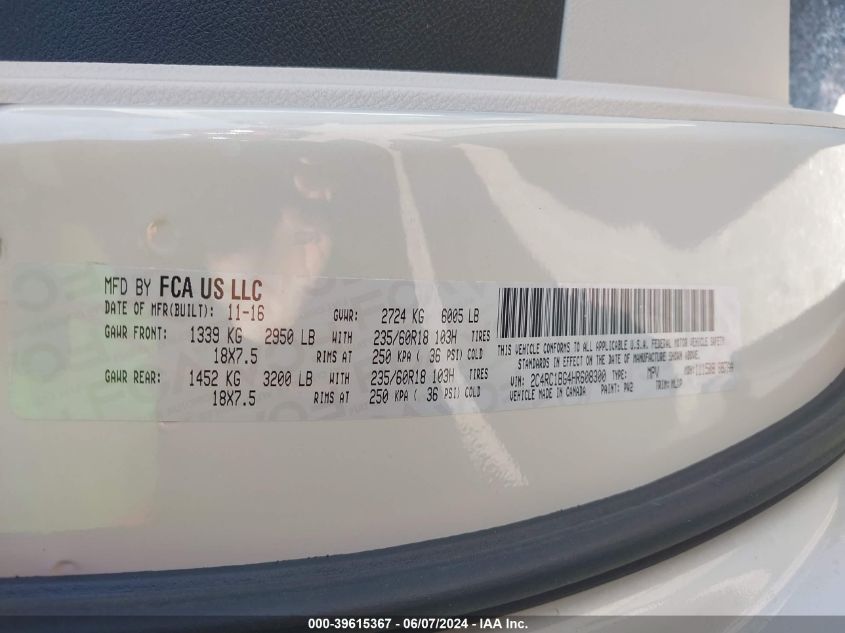 MFD BY FCA US LLC
DATE OF MFR(BUILT): 11-16 GVWR: 2724 KG 6005 LB
GAWR FRONT: 1339 KG 2950 LB WITH 235/60R18 103H TIRES
18X7.5 RIMS AT 250 KPA ( 36 PSI) COLD
GAWR REAR: 1452 KG 3200 LB WITH 235/60R18 103H TIRES
18X7.5 RIMS AT 250 KPA ( 36 PSI) COLD
THIS VEHICLE CONFORMS TO ALL APPLICABLE U.S.A. FEDERAL MOTOR VEHICLE SAFETY
STANDARDS IN EFFECT ON THE DATE OF MANUFACTURE SHOWN ABOVE.
VIN: 2C4RC1BG4HR608300 TYPE: MPV MDH:
VEHICLE MADE IN CANADA PAINT: PW2 TRIM:
000-39615367 - 06/07/2024 - IAA Inc.